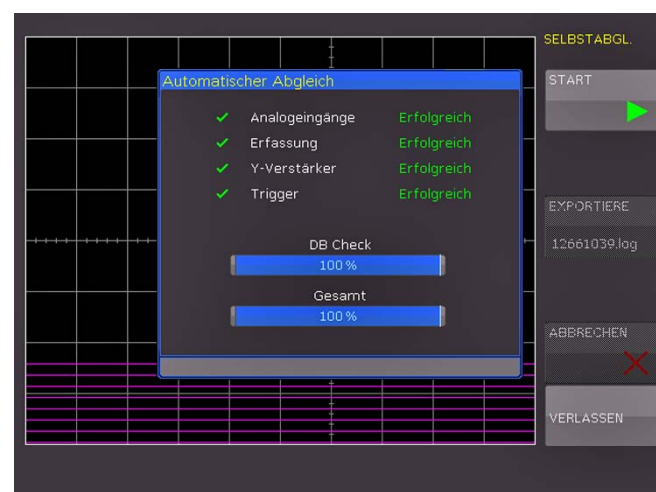 SELBSTABGL.
Automatischer Abgleich
START
Analogeingänge Erfolgreich
Erfassung Erfolgreich
Y-Verstärker Erfolgreich
Trigger Erfolgreich
EXPORTIERE
12661039.log
DB Check
100 %
Gesamt
100 %
ABBRECHEN
VERLASSEN